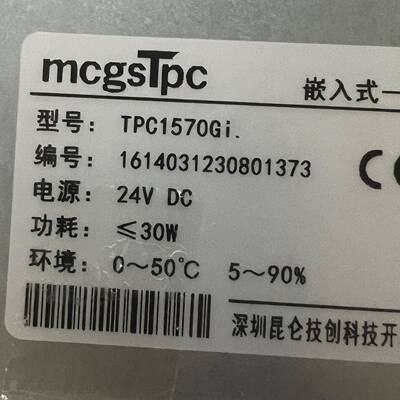 mcgsTpc
嵌入式一
型号: TPC1570Gi.
编号: 1614031230801373
电源: 24V DC
CE
功耗: ≤30W
环境: 0～50℃ 5～90%
深圳昆仑技创科技开